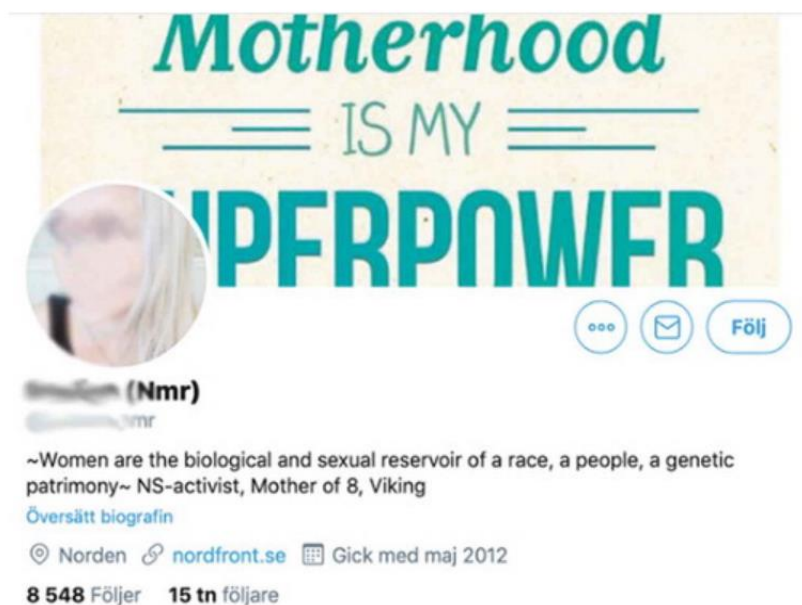 Motherhood
IS MY
UPERPOWER
Följ
(Nmr)
mr
~Women are the biological and sexual reservoir of a race, a people, a genetic
patrimony~ NS-activist, Mother of 8, Viking
Översätt biografin
Norden nordfront.se Gick med maj 2012
8 548 Följer 15 tn följare